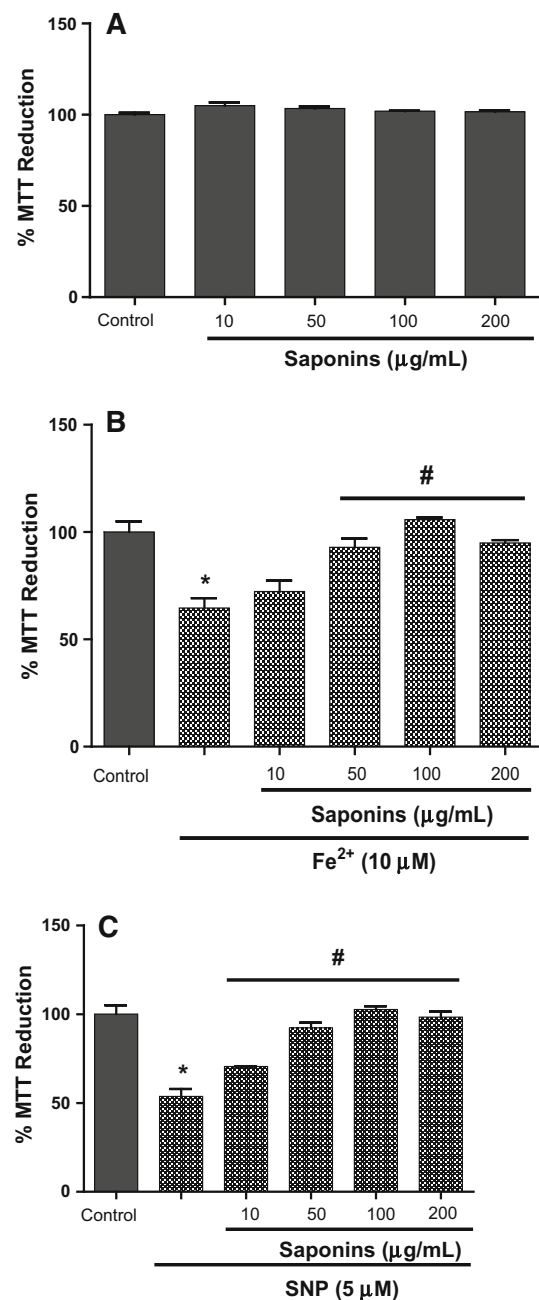 A
150
100
50
0
% MTT Reduction
Control 10 50 100 200
Saponins (μg/mL)
B
#
150
100
*
50
0
% MTT Reduction
Control 10 50 100 200
Saponins (μg/mL)
Fe²⁺ (10 μM)
C
#
150
100
*
50
0
% MTT Reduction
Control 10 50 100 200
Saponins (μg/mL)
SNP (5 μM)